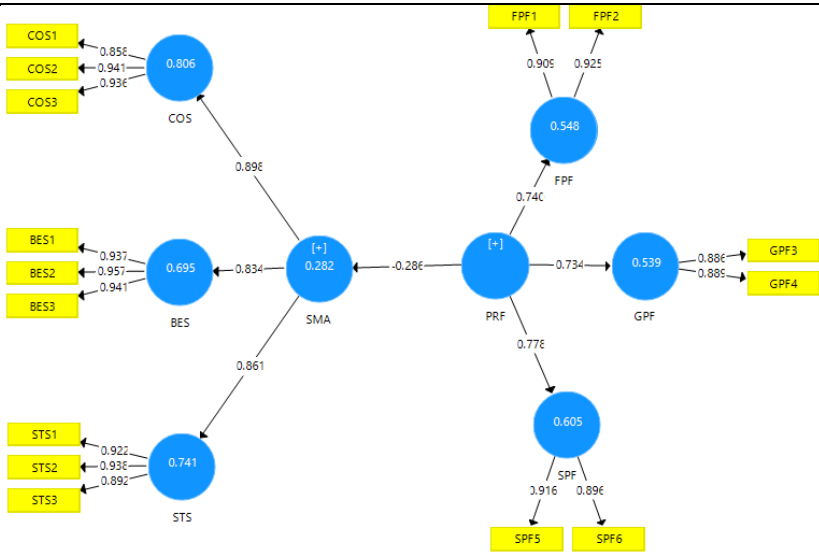 COS1
COS2
COS3
0.858
0.941
0.936
0.806
COS
0.898
BES1
BES2
BES3
0.937
0.957
0.941
0.695
BES
0.834
STS1
STS2
STS3
0.922
0.938
0.892
0.741
STS
0.861
[+]
0.282
SMA
-0.286
[+]
PRF
FPF1
FPF2
0.909
0.925
0.548
FPF
0.740
0.734
0.539
GPF
0.886
0.889
GPF3
GPF4
0.778
0.605
SPF
0.916
0.896
SPF5
SPF6